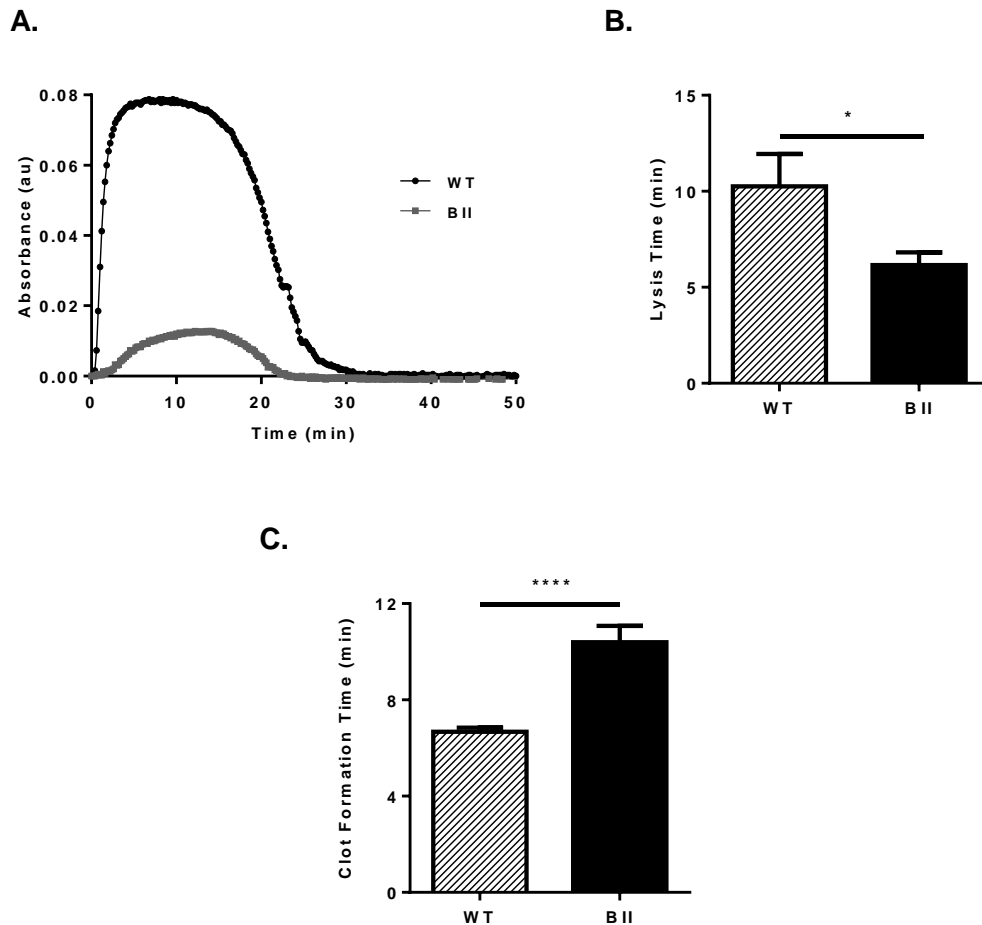 A.
B.
0.08
0.06
0.04
0.02
0.00
0 10 20 30 40 50
Absorbance (au)
Time (min)
WT
BII
15
10
5
0
Lysis Time (min)
*
WT BII
C.
****
12
8
4
0
Clot Formation Time (min)
WT BII